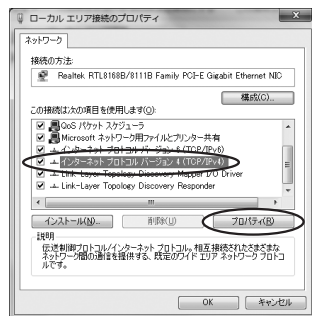 ローカル エリア接続のプロパティ
ネットワーク
接続の方法:
Realtek RTL8168B/8111B Family PCI-E Gigabit Ethernet NIC
構成(C)...
この接続は次の項目を使用します(O):
QoS パケット スケジューラ
Microsoft ネットワーク用ファイルとプリンター共有
インターネット プロトコル バージョン 6 (TCP/IPv6)
インターネット プロトコル バージョン 4 (TCP/IPv4)
Link-Layer Topology Discovery Mapper I/O Driver
Link-Layer Topology Discovery Responder
インストール(N)...
削除(U)
プロパティ(R)
説明
伝送制御プロトコル/インターネット プロトコル。相互接続されたさまざまな
ネットワーク間の通信を提供する、既定のワイド エリア ネットワーク プロトコ
ルです。
OK
キャンセル